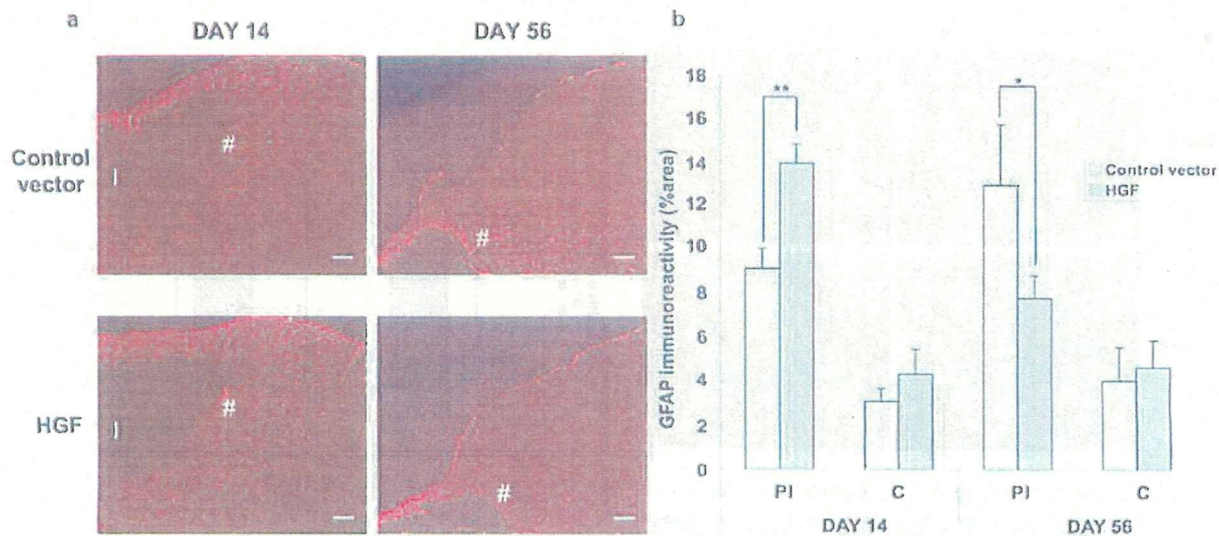 a
DAY 14
DAY 56
Control
vector
#
#
I
HGF
#
#
I
b
GFAP immunoreactivity (%area)
18
16
14
12
10
8
6
4
2
0
**
*
Control vector
HGF
PI
C
PI
C
DAY 14
DAY 56